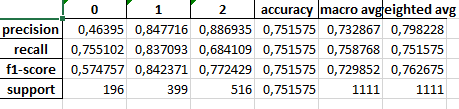 0 1 2 accuracy macro avg eighted avg
precision 0,46395 0,847716 0,886935 0,751575 0,732867 0,798228
recall 0,755102 0,837093 0,684109 0,751575 0,758768 0,751575
f1-score 0,574757 0,842371 0,772429 0,751575 0,729852 0,762675
support 196 399 516 0,751575 1111 1111